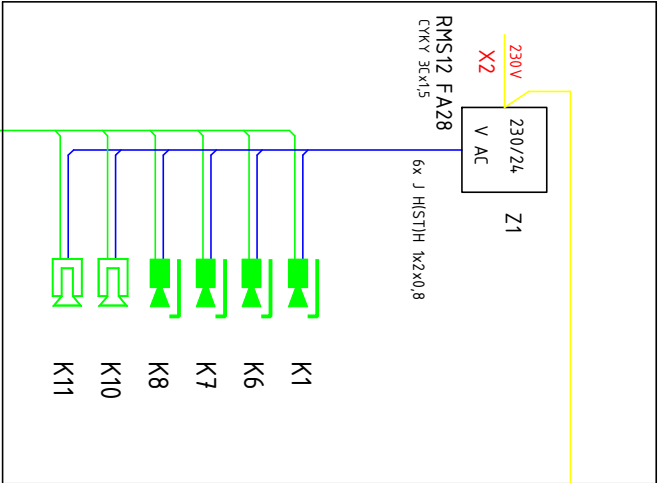 RMS12 FA28
CYKY 3Cx1,5
230V
X2
230/24
V AC
Z1
6x J H(ST)H 1x2x0,8
K11
K10
K8
K7
K6
K1